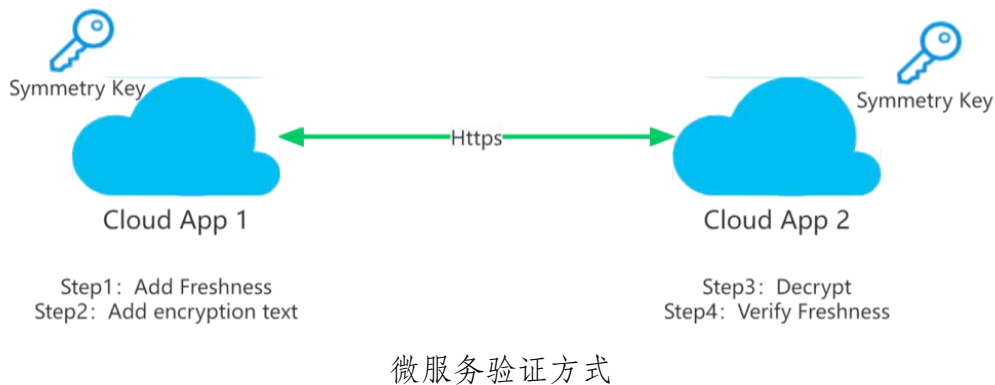 Symmetry Key
Symmetry Key
Https
Cloud App 1
Cloud App 2
Step1：Add Freshness
Step2：Add encryption text
Step3：Decrypt
Step4：Verify Freshness
微服务验证方式